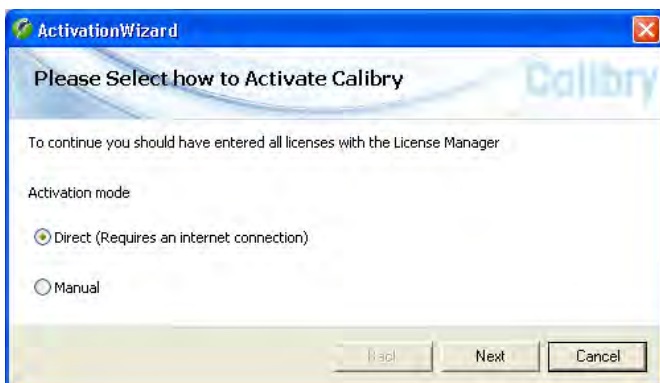 ActivationWizard
Please Select how to Activate Calibry
Calibry
To continue you should have entered all licenses with the License Manager
Activation mode
Direct (Requires an internet connection)
Manual
Back Next Cancel